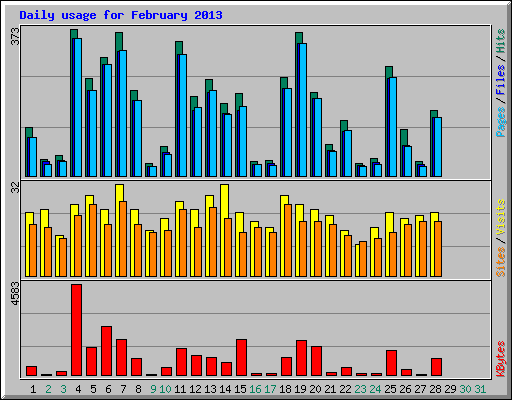 Daily usage for February 2013
373
Pages / Files / Hits
32
Sites / Visits
4583
KBytes
1 2 3 4 5 6 7 8 9 10 11 12 13 14 15 16 17 18 19 20 21 22 23 24 25 26 27 28 29 30 31